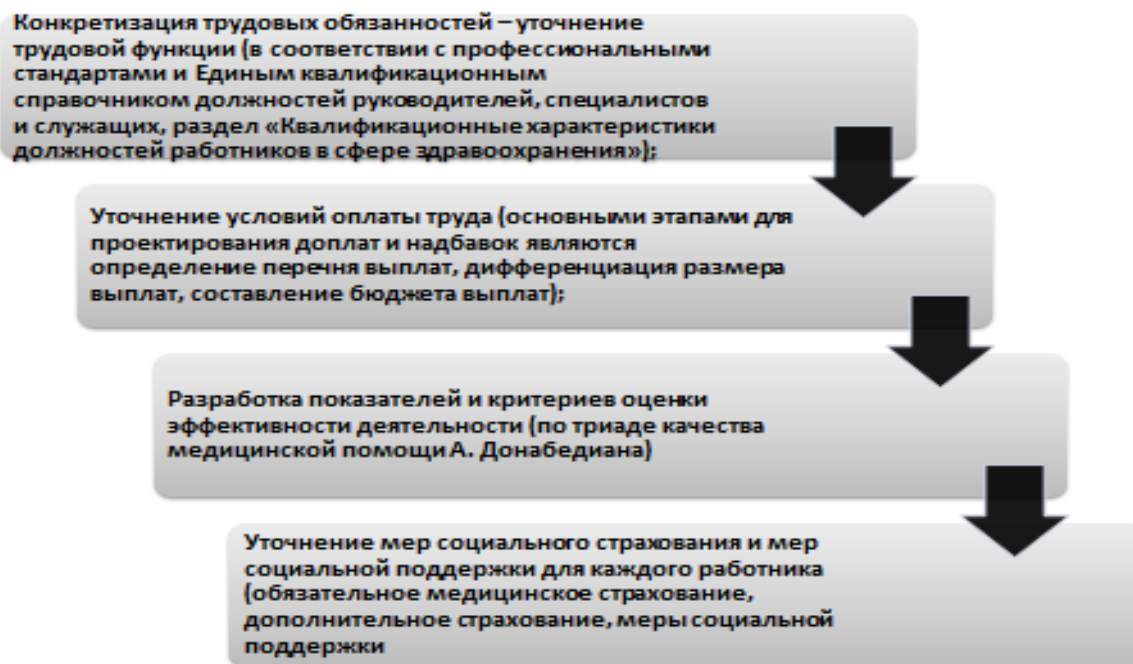 Конкретизация трудовых обязанностей – уточнение
трудовой функции (в соответствии с профессиональными
стандартами и Единым квалификационным
справочником должностей руководителей, специалистов
и служащих, раздел «Квалификационные характеристики
должностей работников в сфере здравоохранения»);
Уточнение условий оплаты труда (основными этапами для
проектирования доплат и надбавок являются
определение перечня выплат, дифференциация размера
выплат, составление бюджета выплат);
Разработка показателей и критериев оценки
эффективности деятельности (по триаде качества
медицинской помощи А. Донабедиана)
Уточнение мер социального страхования и мер
социальной поддержки для каждого работника
(обязательное медицинское страхование,
дополнительное страхование, меры социальной
поддержки